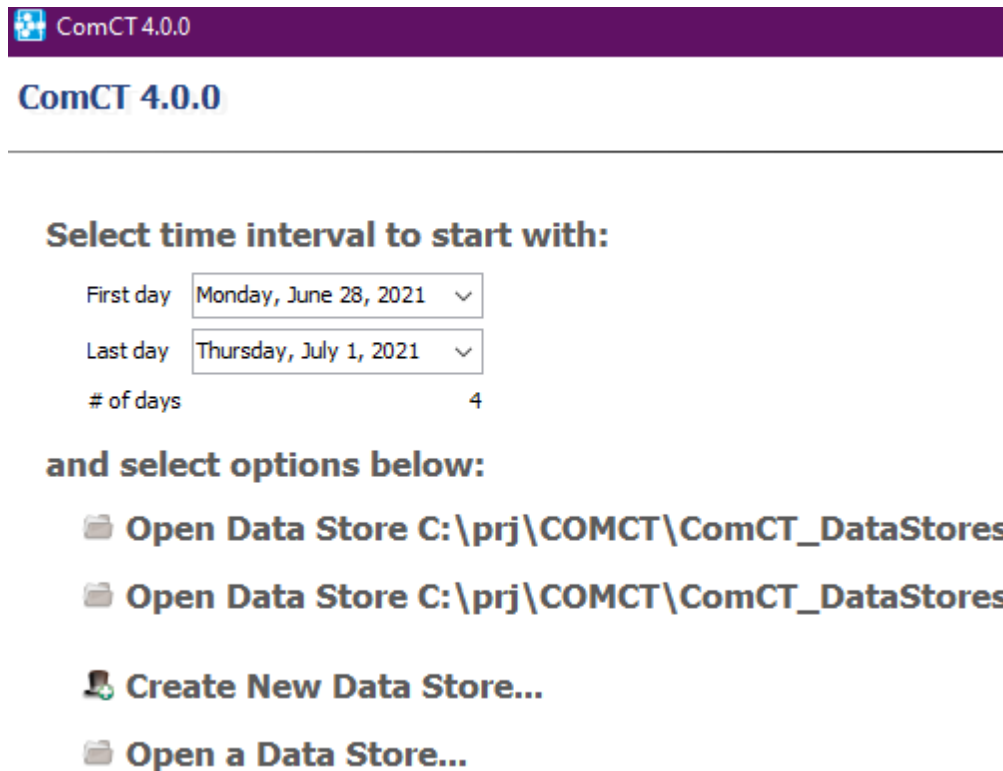 ComCT 4.0.0
ComCT 4.0.0
Select time interval to start with:
First day Monday, June 28, 2021
Last day Thursday, July 1, 2021
# of days 4
and select options below:
Open Data Store C:\prj\COMCT\ComCT_DataStores
Open Data Store C:\prj\COMCT\ComCT_DataStores
Create New Data Store...
Open a Data Store...